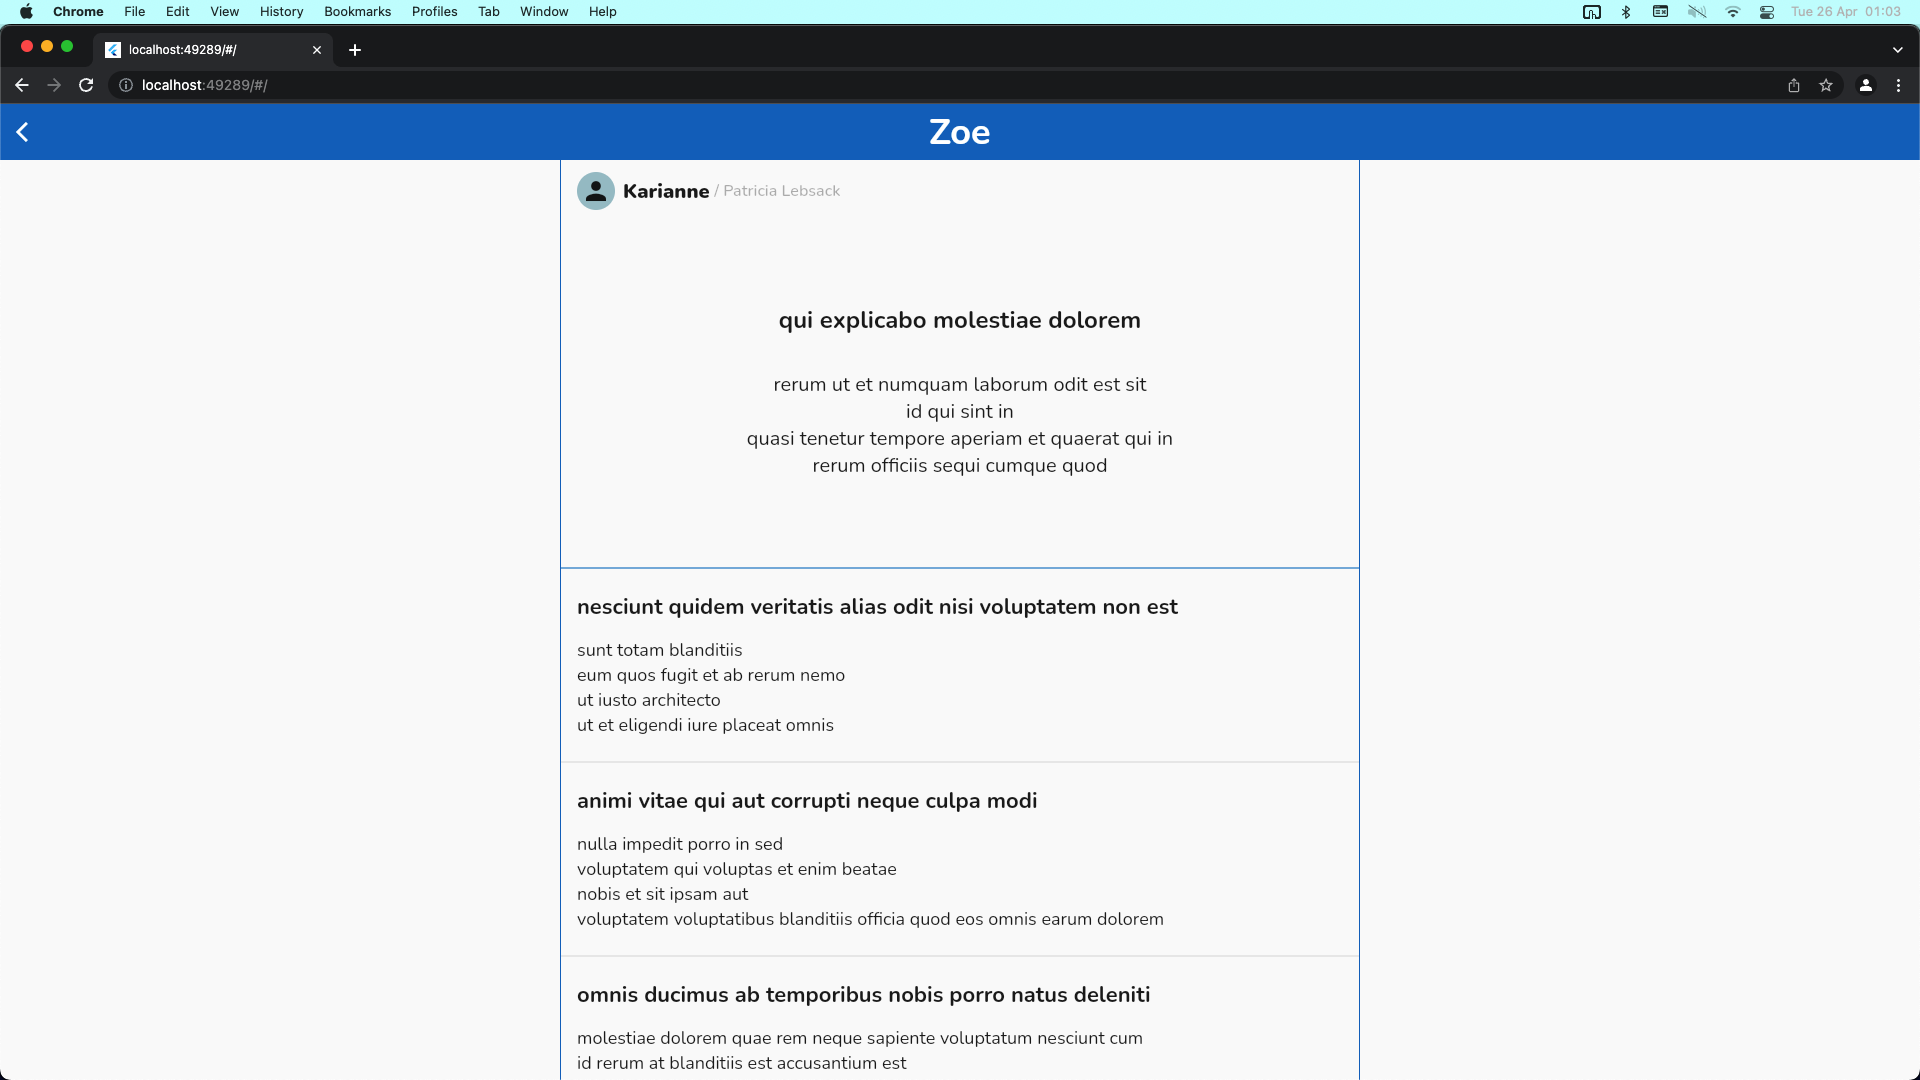 Chrome File Edit View History Bookmarks Profiles Tab Window Help Tue 26 Apr 01:03
localhost:49289/#/
localhost:49289/#/
Zoe
Karianne / Patricia Lebsack
qui explicabo molestiae dolorem
rerum ut et numquam laborum odit est sit
id qui sint in
quasi tenetur tempore aperiam et quaerat qui in
rerum officiis sequi cumque quod
nesciunt quidem veritatis alias odit nisi voluptatem non est
sunt totam blanditiis
eum quos fugit et ab rerum nemo
ut iusto architecto
ut et eligendi iure placeat omnis
animi vitae qui aut corrupti neque culpa modi
nulla impedit porro in sed
voluptatem qui voluptas et enim beatae
nobis et sit ipsam aut
voluptatem voluptatibus blanditiis officia quod eos omnis earum dolorem
omnis ducimus ab temporibus nobis porro natus deleniti
molestiae dolorem quae rem neque sapiente voluptatum nesciunt cum
id rerum at blanditiis est accusantium est